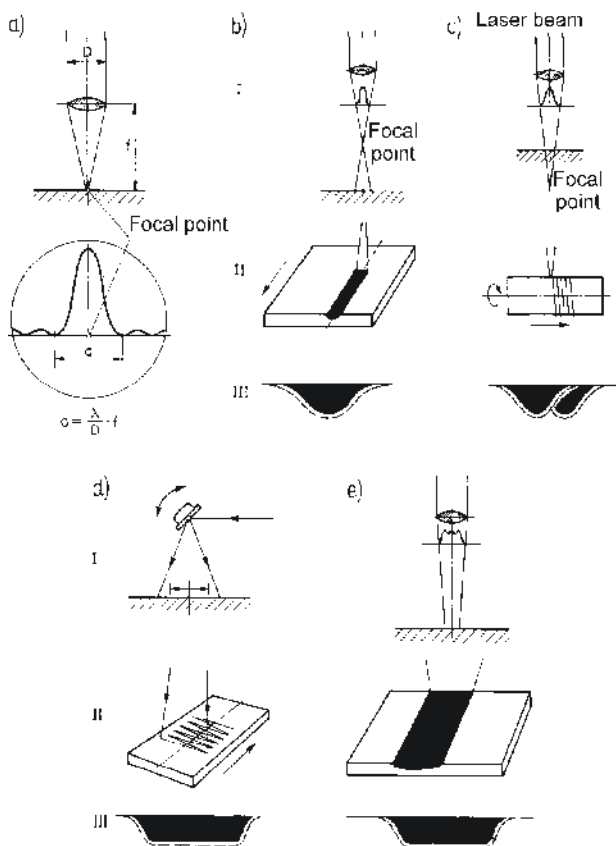 a)
D
f
Focal point
d
d = λ/D · f
b)
I
Focal
point
II
III
c)
Laser beam
Focal
point
d)
I
II
III
e)